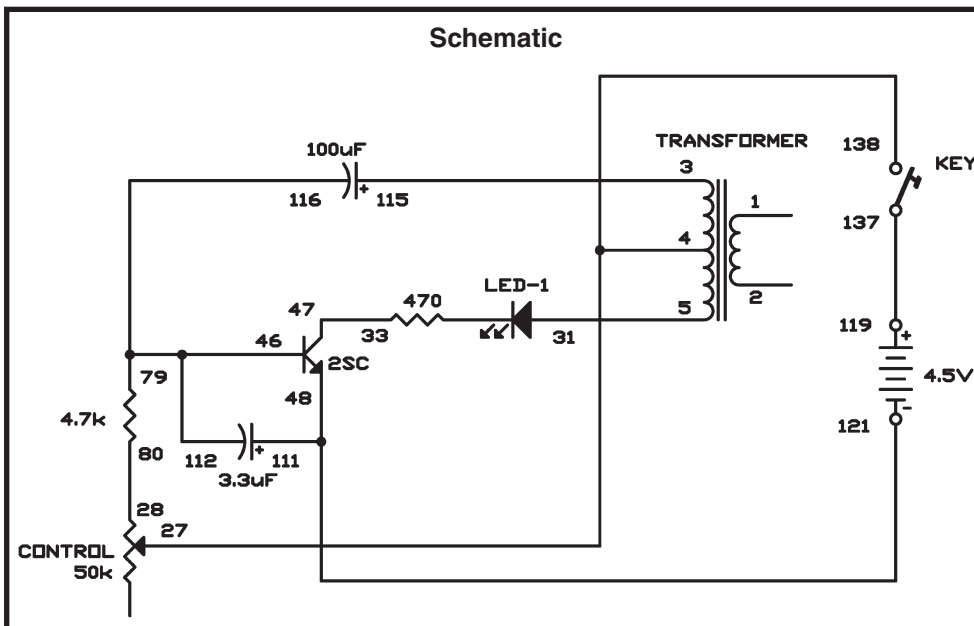 Schematic
TRANSFORMER
138
KEY
100uF
3
116
+
115
1
137
4
LED-1
2
47
470
5
119
46
33
31
+
2SC
79
48
4.5V
4.7k
-
121
80
112
+
111
3.3uF
28
27
CONTROL
50k